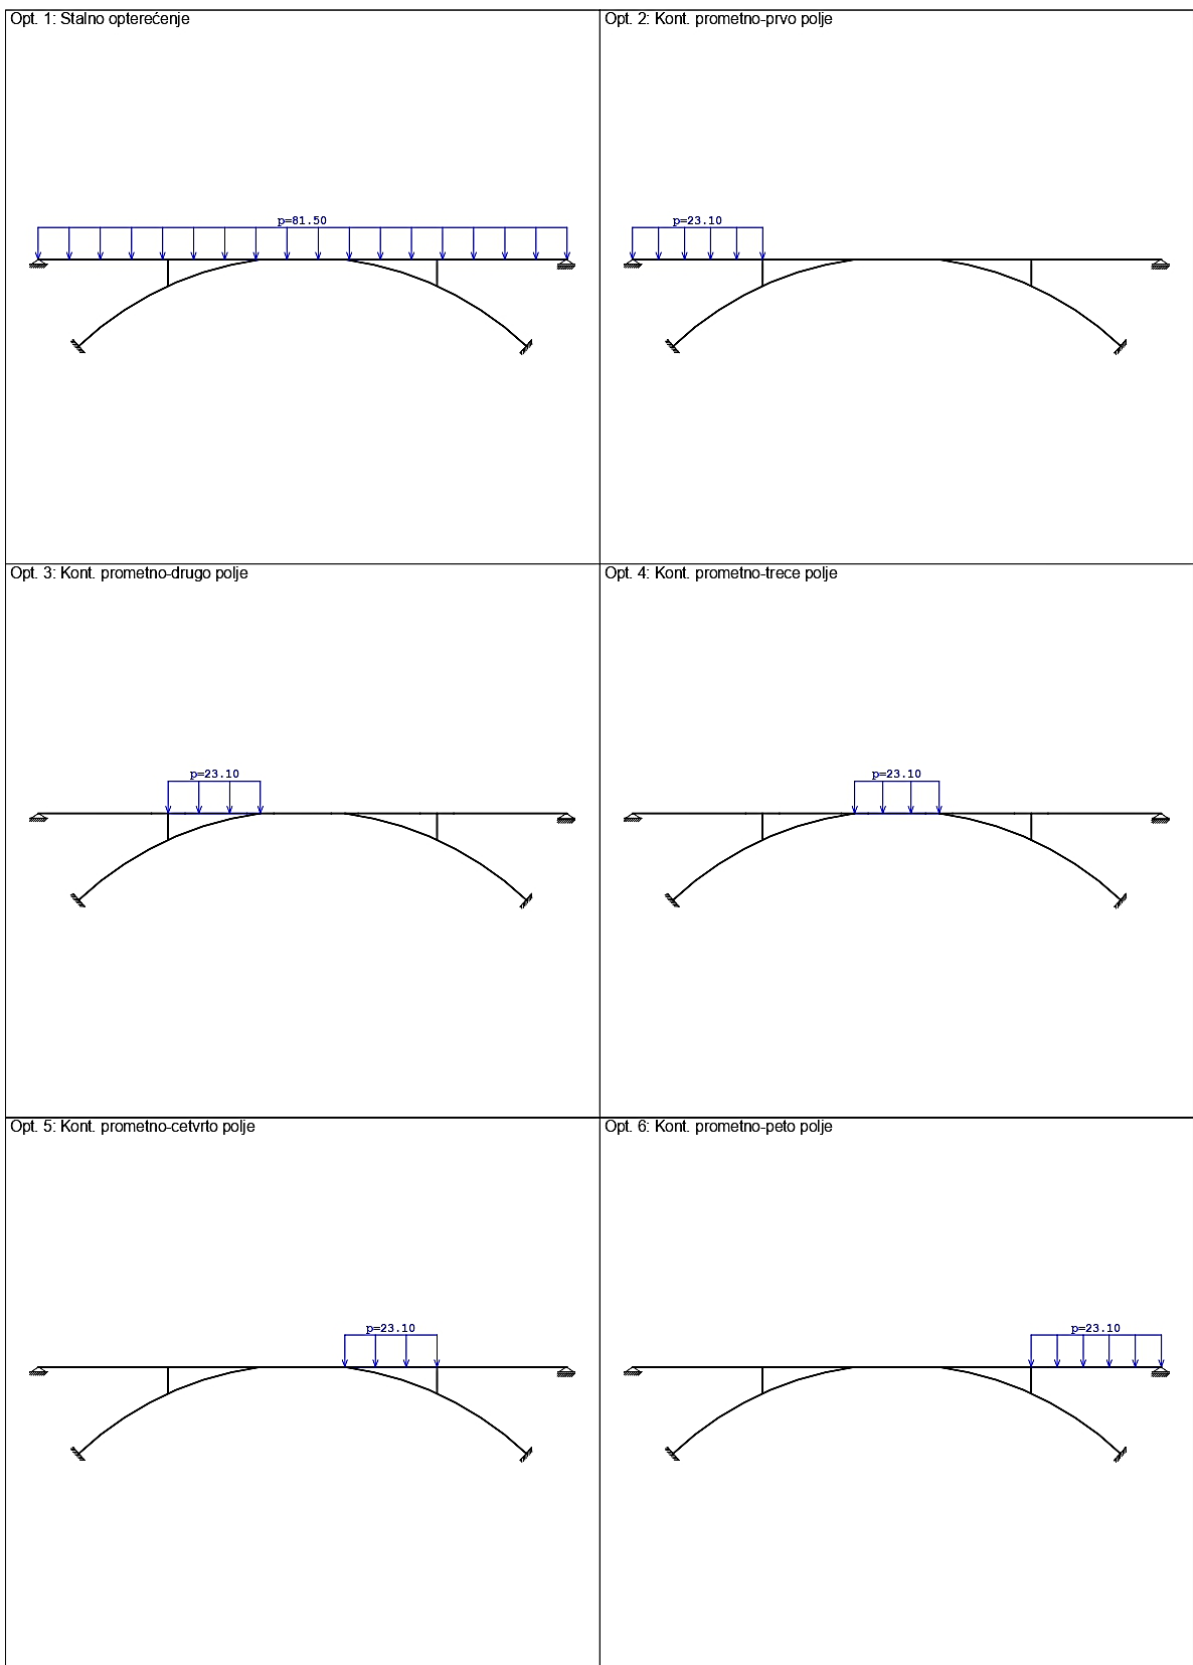 Opt. 1: Stalno opterećenje
p=81.50
Opt. 2: Kont. prometno-prvo polje
p=23.10
Opt. 3: Kont. prometno-drugo polje
p=23.10
Opt. 4: Kont. prometno-trece polje
p=23.10
Opt. 5: Kont. prometno-cetvrto polje
p=23.10
Opt. 6: Kont. prometno-peto polje
p=23.10